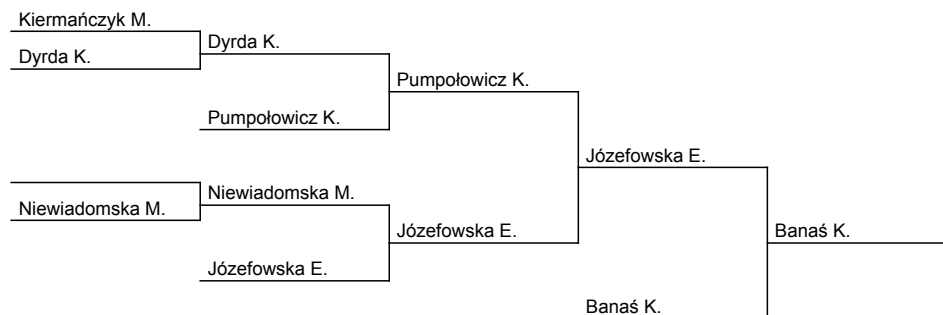 Kiermańczyk M.
Dyrda K.
Dyrda K.
Pumpołowicz K.
Pumpołowicz K.
Józefowska E.
Niewiadomska M.
Niewiadomska M.
Józefowska E.
Banaś K.
Józefowska E.
Banaś K.